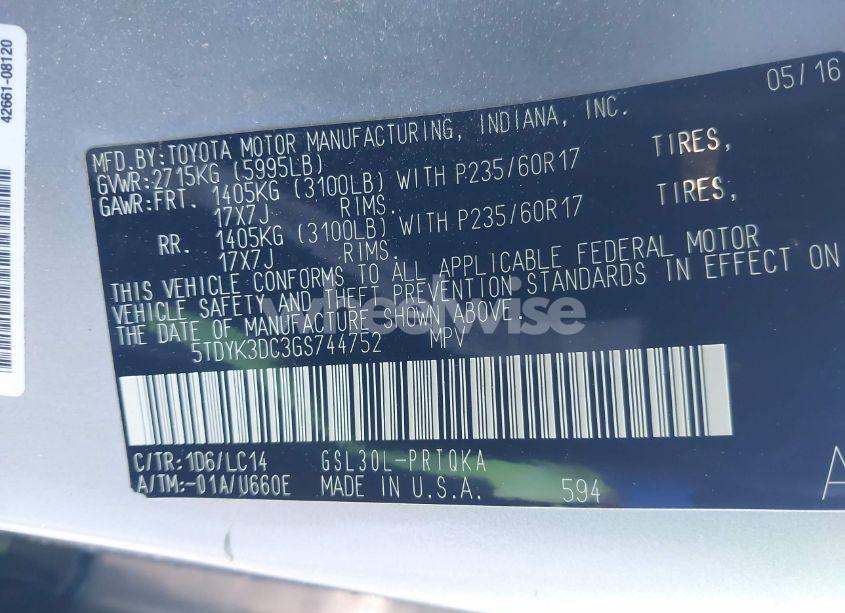 42661-08120
05/16
MFD.BY:TOYOTA MOTOR MANUFACTURING, INDIANA, INC.
GVWR:2715KG (5995LB)
GAWR:FRT. 1405KG (3100LB) WITH P235/60R17 TIRES,
17X7J RIMS.
RR. 1405KG (3100LB) WITH P235/60R17 TIRES,
17X7J RIMS.
THIS VEHICLE CONFORMS TO ALL APPLICABLE FEDERAL MOTOR
VEHICLE SAFETY AND THEFT PREVENTION STANDARDS IN EFFECT ON
THE DATE OF MANUFACTURE SHOWN ABOVE.
wheelwise
5TDYK3DC3GS744752 MPV
C/TR:1D6/LC14 GSL30L-PRTQKA
A/TM:-01A/U660E MADE IN U.S.A. 594
A